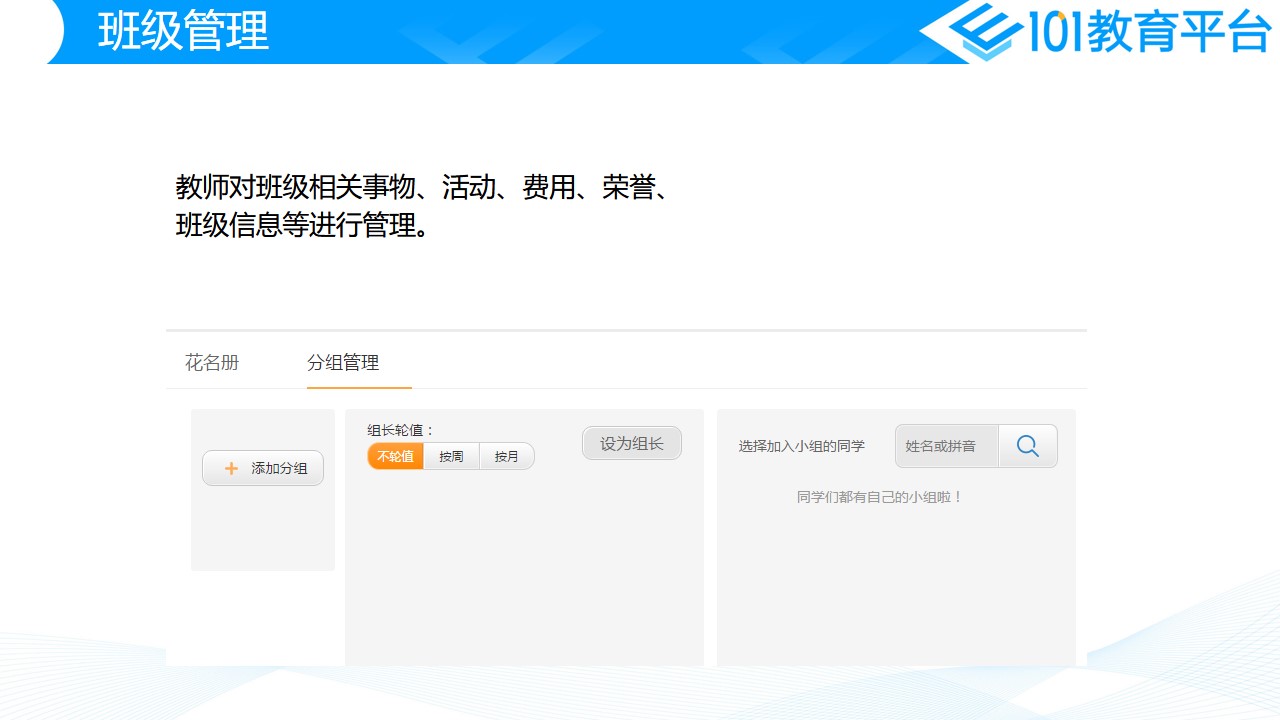 班级管理
101教育平台
教师对班级相关事物、活动、费用、荣誉、
班级信息等进行管理。
花名册
分组管理
添加分组
组长轮值：
不轮值
按周
按月
设为组长
选择加入小组的同学
姓名或拼音
同学们都有自己的小组啦！